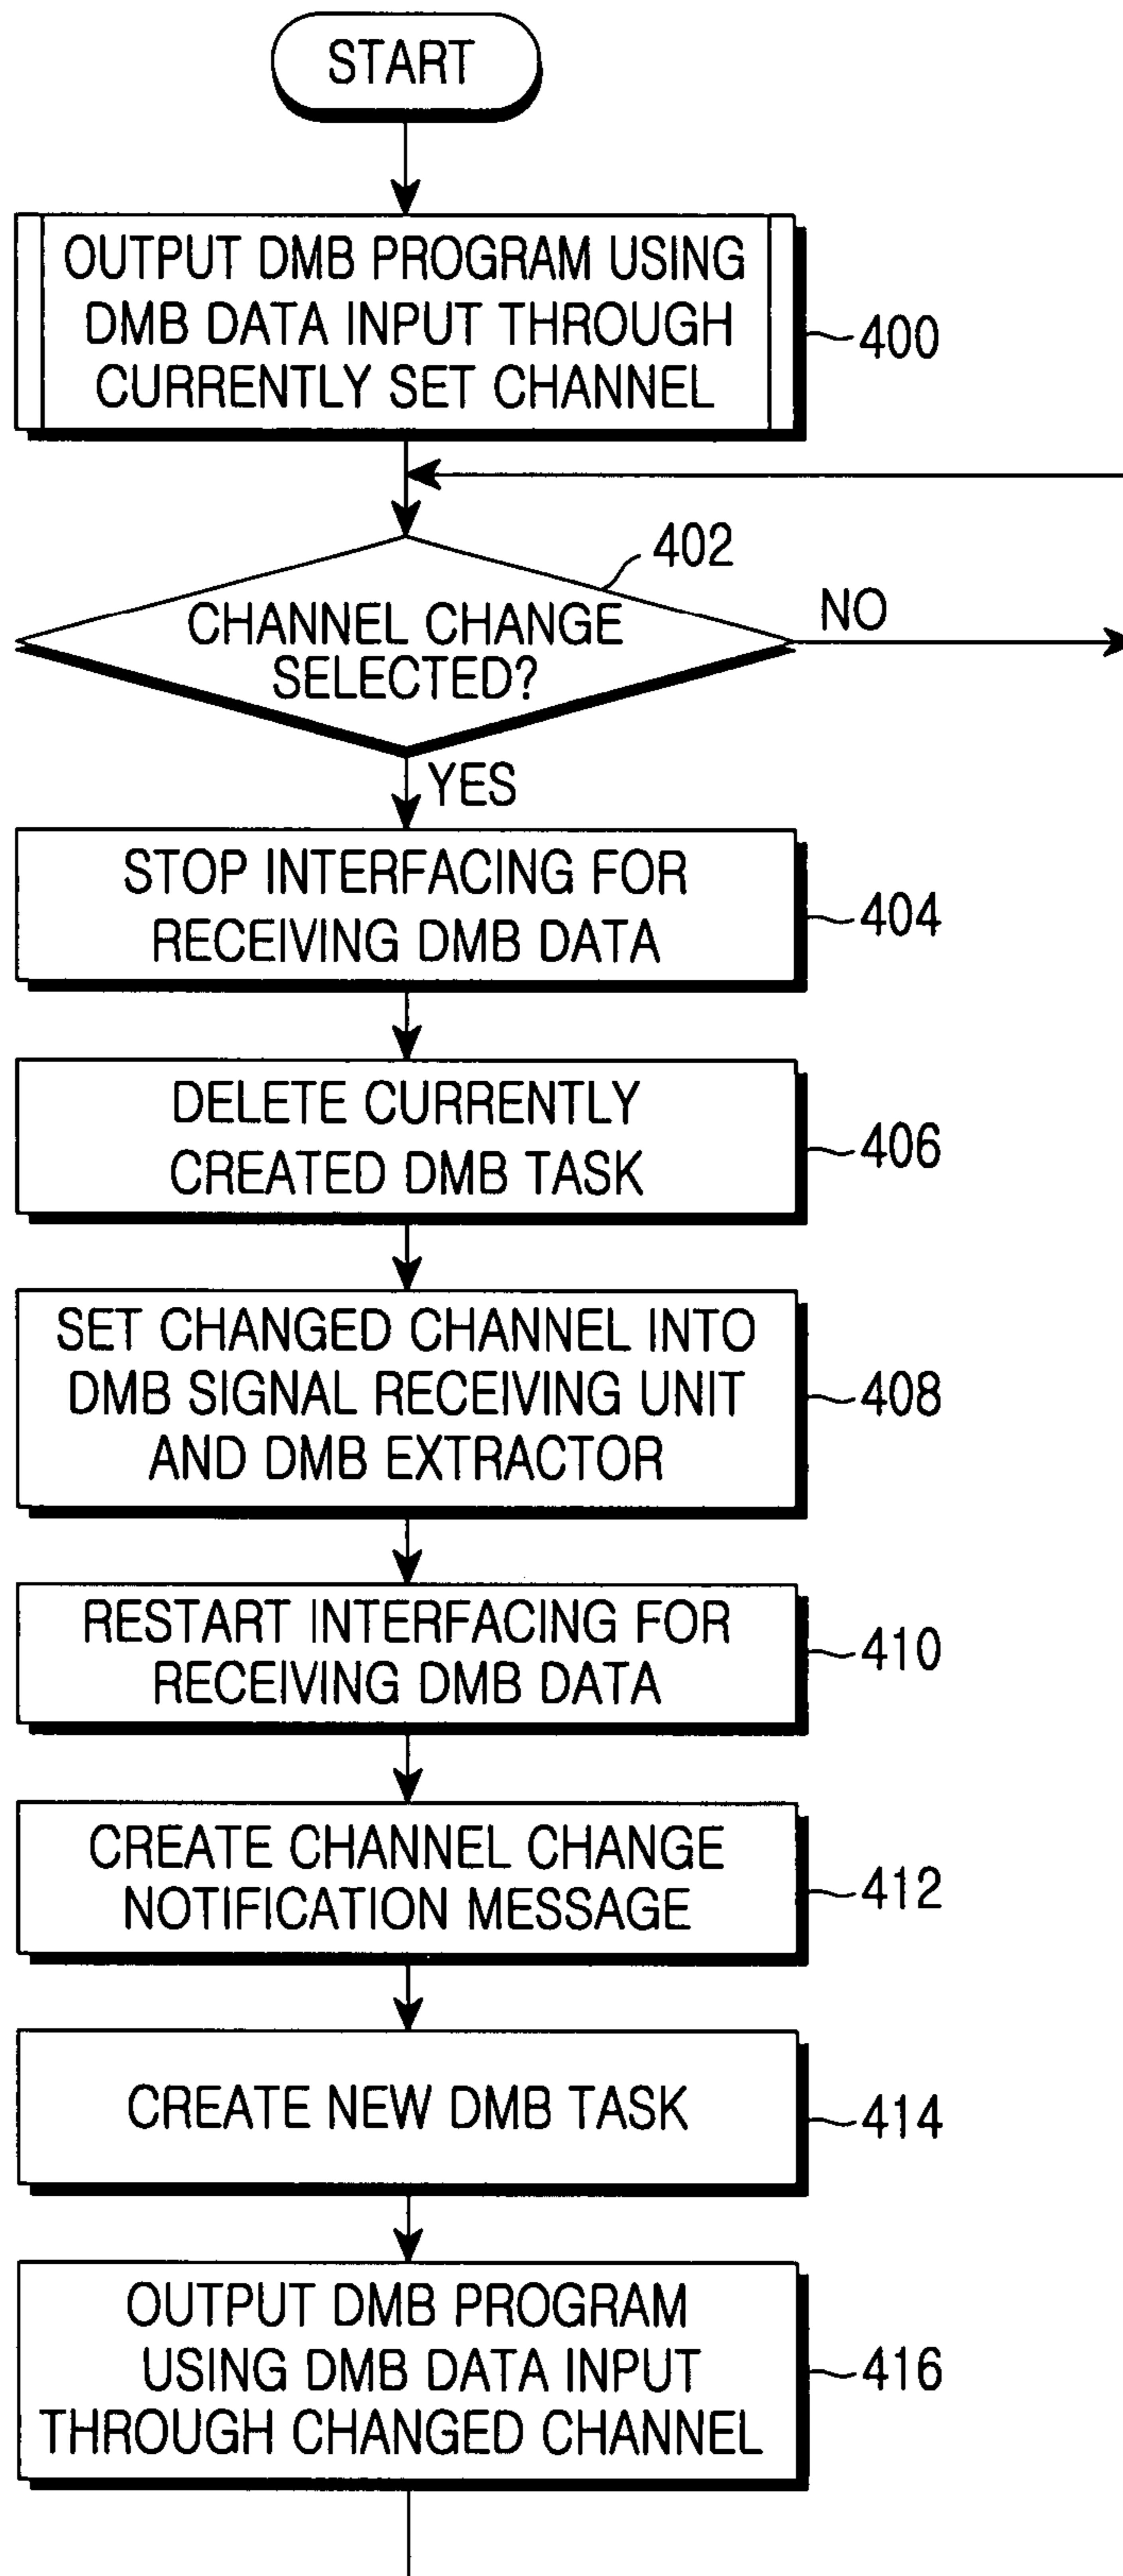 START
OUTPUT DMB PROGRAM USING
DMB DATA INPUT THROUGH
CURRENTLY SET CHANNEL
400
402
CHANNEL CHANGE
SELECTED?
NO
YES
STOP INTERFACING FOR
RECEIVING DMB DATA
404
DELETE CURRENTLY
CREATED DMB TASK
406
SET CHANGED CHANNEL INTO
DMB SIGNAL RECEIVING UNIT
AND DMB EXTRACTOR
408
RESTART INTERFACING FOR
RECEIVING DMB DATA
410
CREATE CHANNEL CHANGE
NOTIFICATION MESSAGE
412
CREATE NEW DMB TASK
414
OUTPUT DMB PROGRAM
USING DMB DATA INPUT
THROUGH CHANGED CHANNEL
416